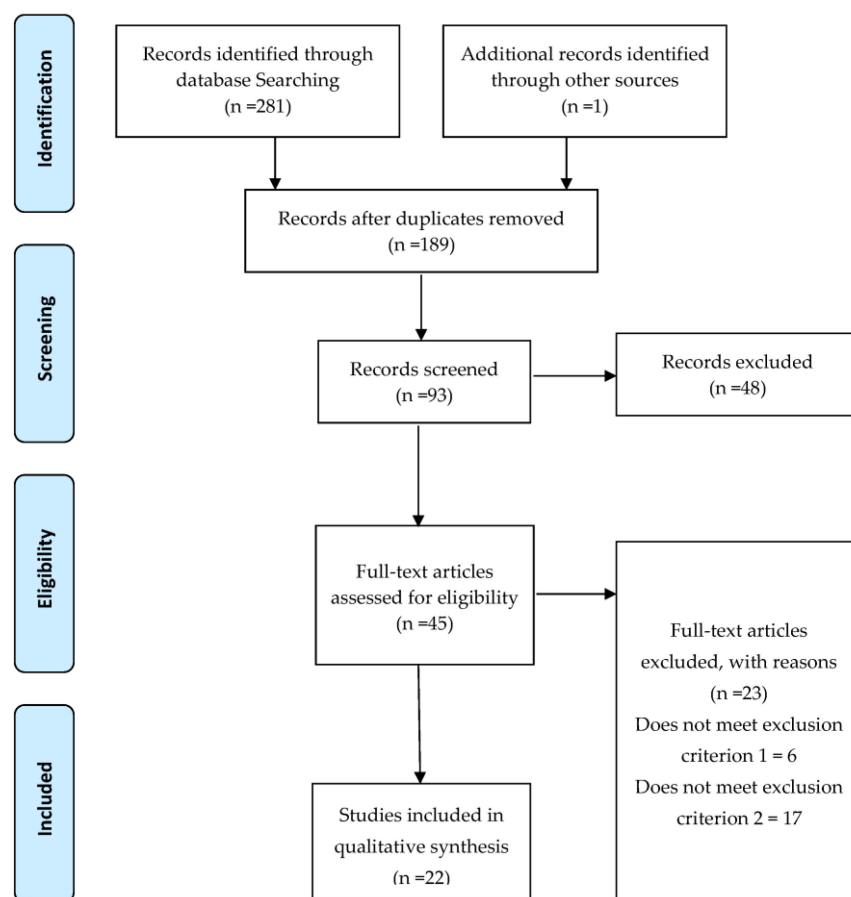 Identification
Records identified through
database Searching
(n =281)
Additional records identified
through other sources
(n =1)
Records after duplicates removed
(n =189)
Screening
Records screened
(n =93)
Records excluded
(n =48)
Eligibility
Full-text articles
assessed for eligibility
(n =45)
Full-text articles
excluded, with reasons
(n =23)
Does not meet exclusion
criterion 1 = 6
Does not meet exclusion
criterion 2 = 17
Included
Studies included in
qualitative synthesis
(n =22)